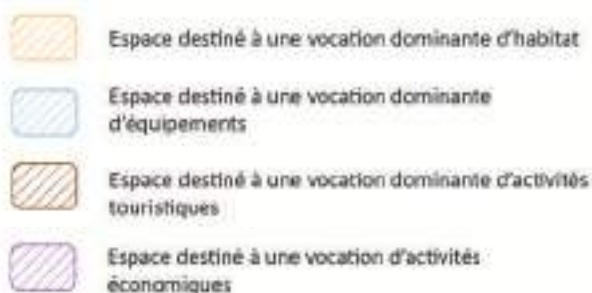 Espace destiné à une vocation dominante d'habitat
Espace destiné à une vocation dominante
d'équipements
Espace destiné à une vocation dominante d'activités
touristiques
Espace destiné à une vocation d'activités
économiques